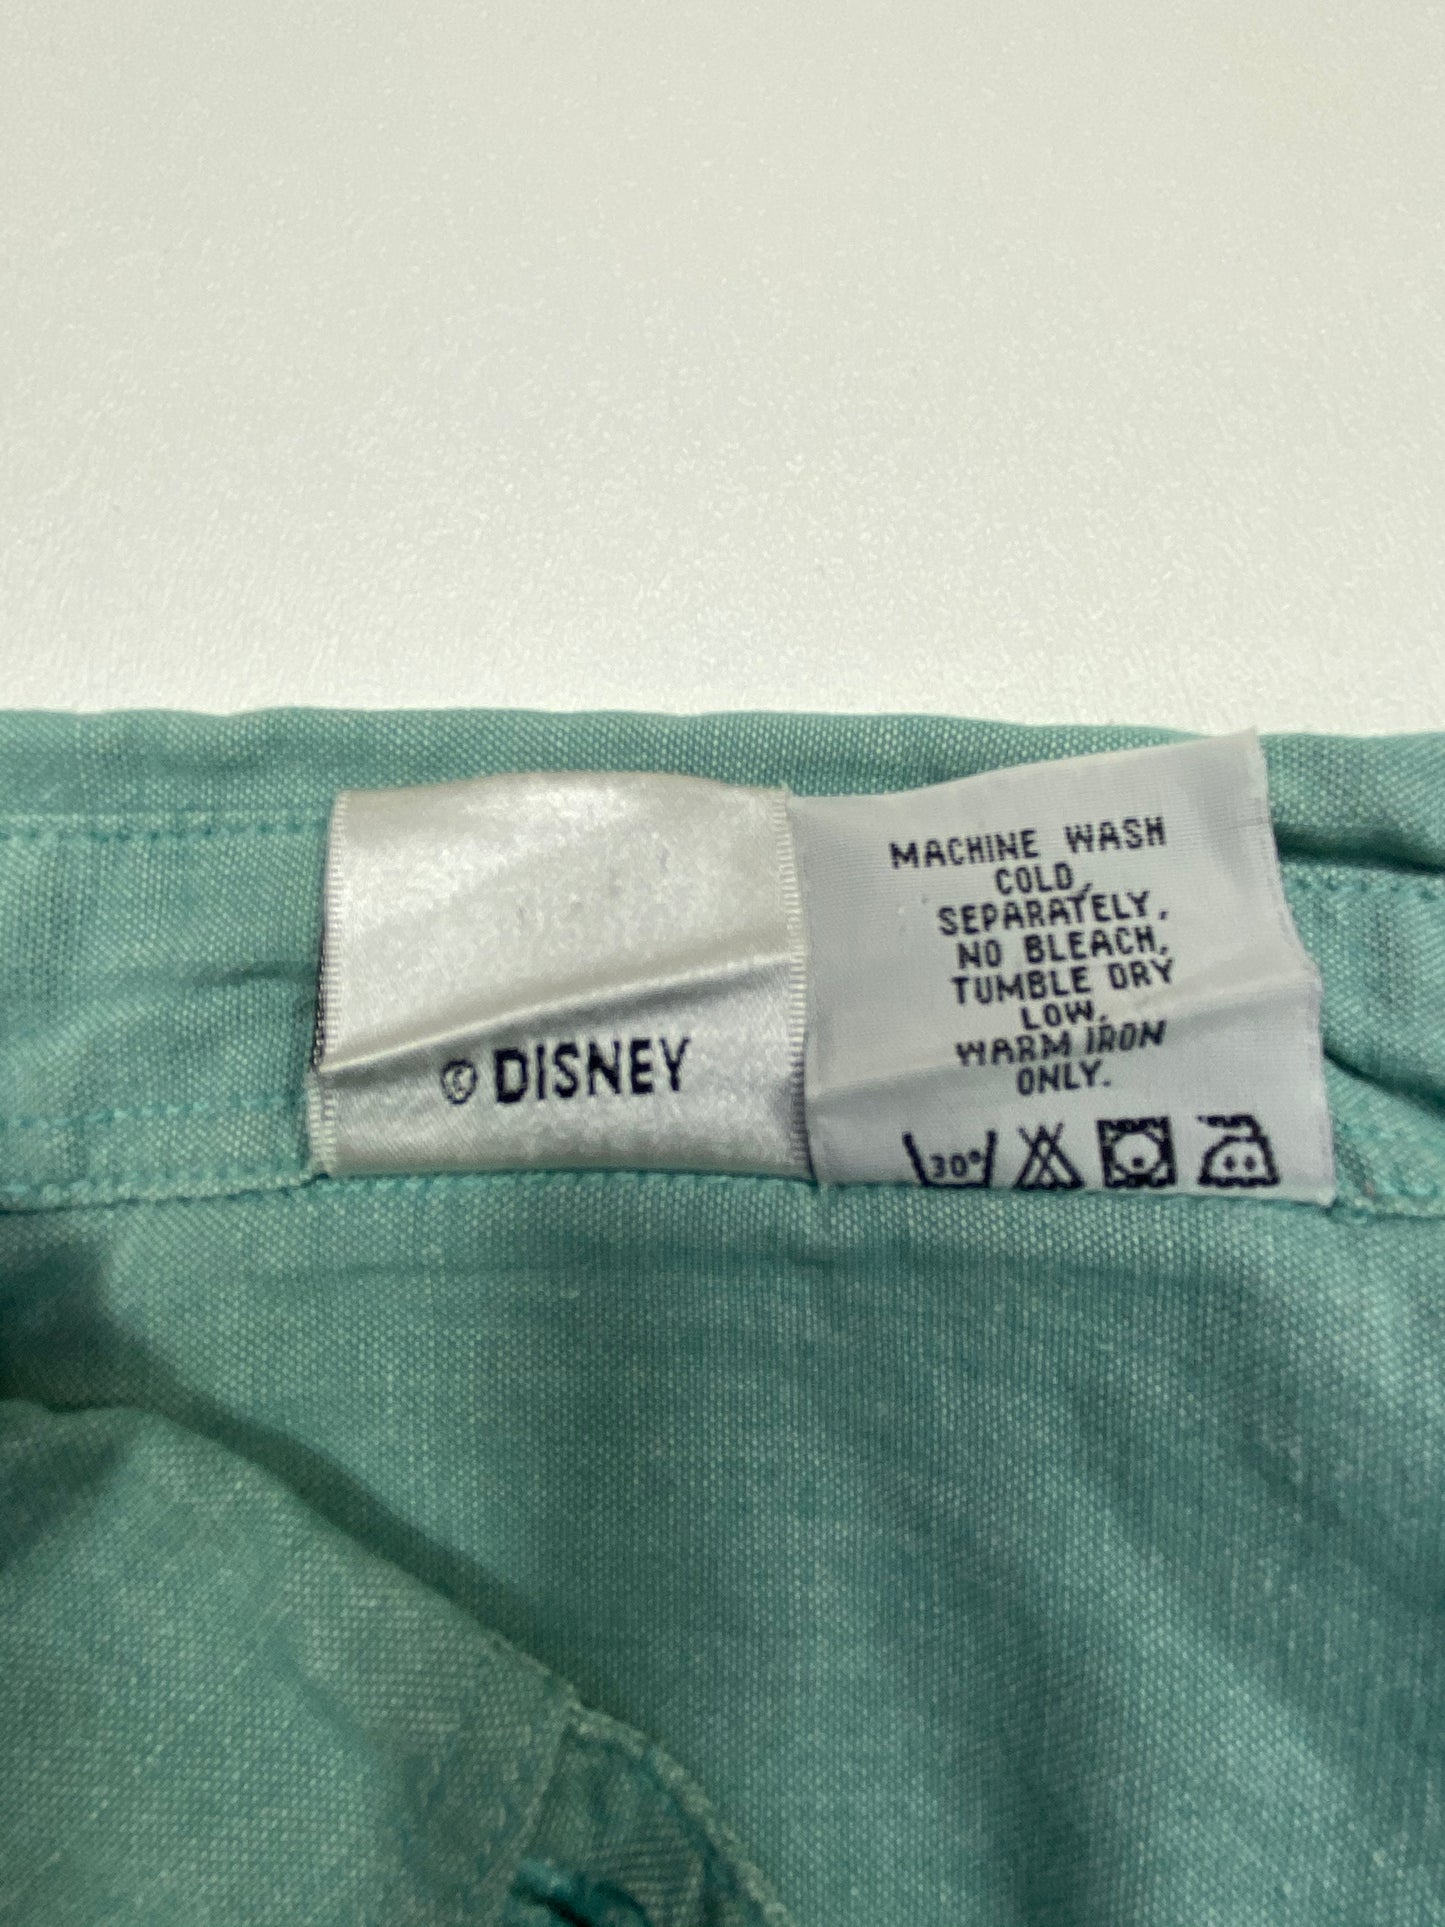 © DISNEY
MACHINE WASH
COLD,
SEPARATELY,
NO BLEACH,
TUMBLE DRY
LOW,
WARM IRON
ONLY.
30°